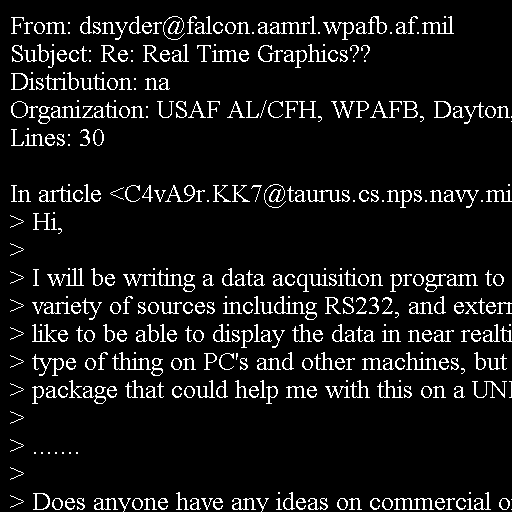 From: dsnyder@falcon.aamrl.wpafb.af.mil
Subject: Re: Real Time Graphics??
Distribution: na
Organization: USAF AL/CFH, WPAFB, Dayton,
Lines: 30

In article <C4vA9r.KK7@taurus.cs.nps.navy.mi
> Hi,
>
> I will be writing a data acquisition program to
> variety of sources including RS232, and extern
> like to be able to display the data in near realti
> type of thing on PC's and other machines, but
> package that could help me with this on a UNI
>
> .......
>
> Does anyone have any ideas on commercial o